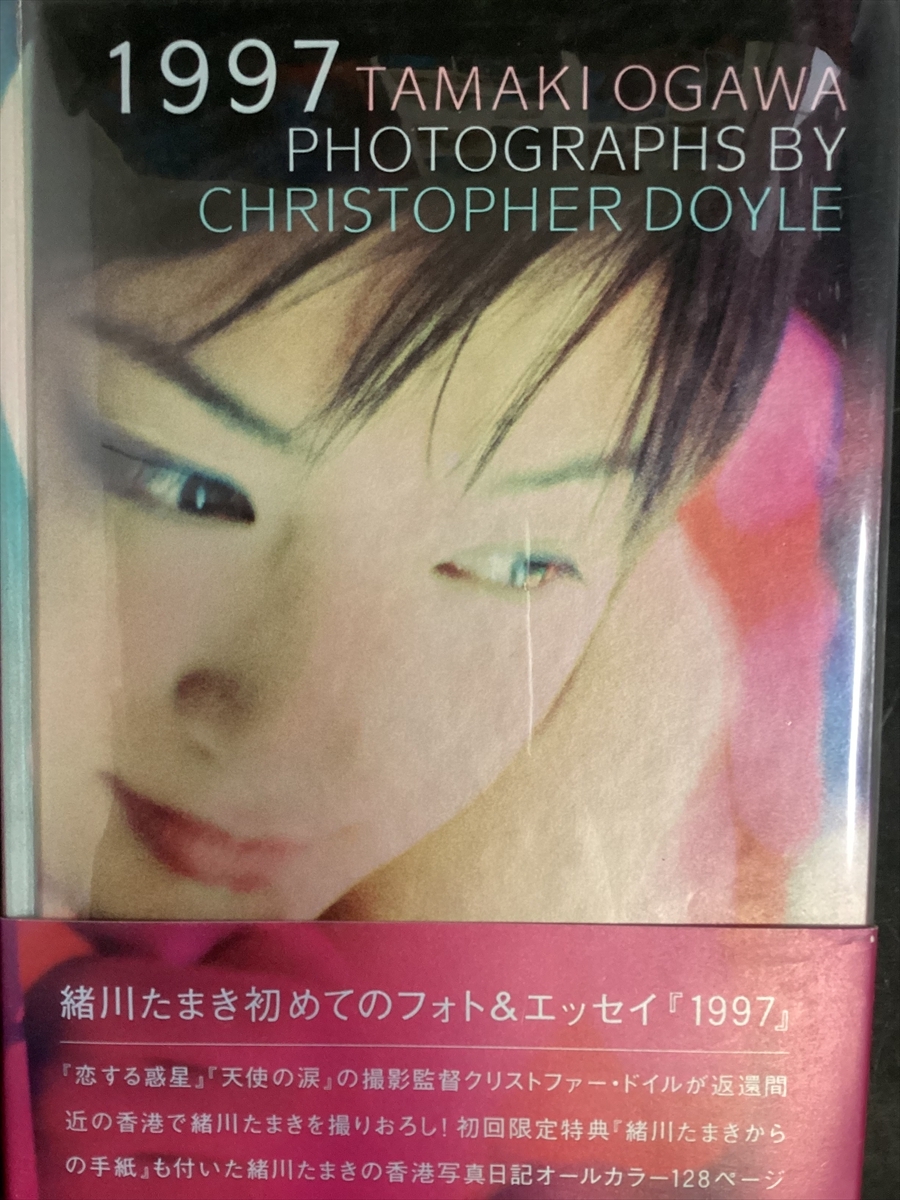 1997 TAMAKI OGAWA
PHOTOGRAPHS BY
CHRISTOPHER DOYLE
緒川たまき初めてのフォト&エッセイ『1997』
『恋する惑星』『天使の涙』の撮影監督クリストファー・ドイルが返還間
近の香港で緒川たまきを撮りおろし!初回限定特典『緒川たまきから
の手紙』も付いた緒川たまきの香港写真日記オールカラー128ページ